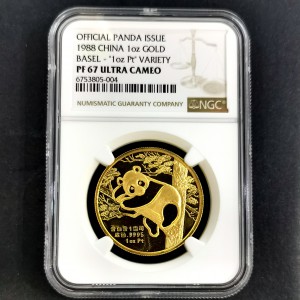 OFFICIAL PANDA ISSUE
1988 CHINA 1oz GOLD
BASEL - '1oz Pt' VARIETY
PF 67 ULTRA CAMEO
6753805-004
NUMISMATIC GUARANTY COMPANY
NGC
.9995
1oz Pt